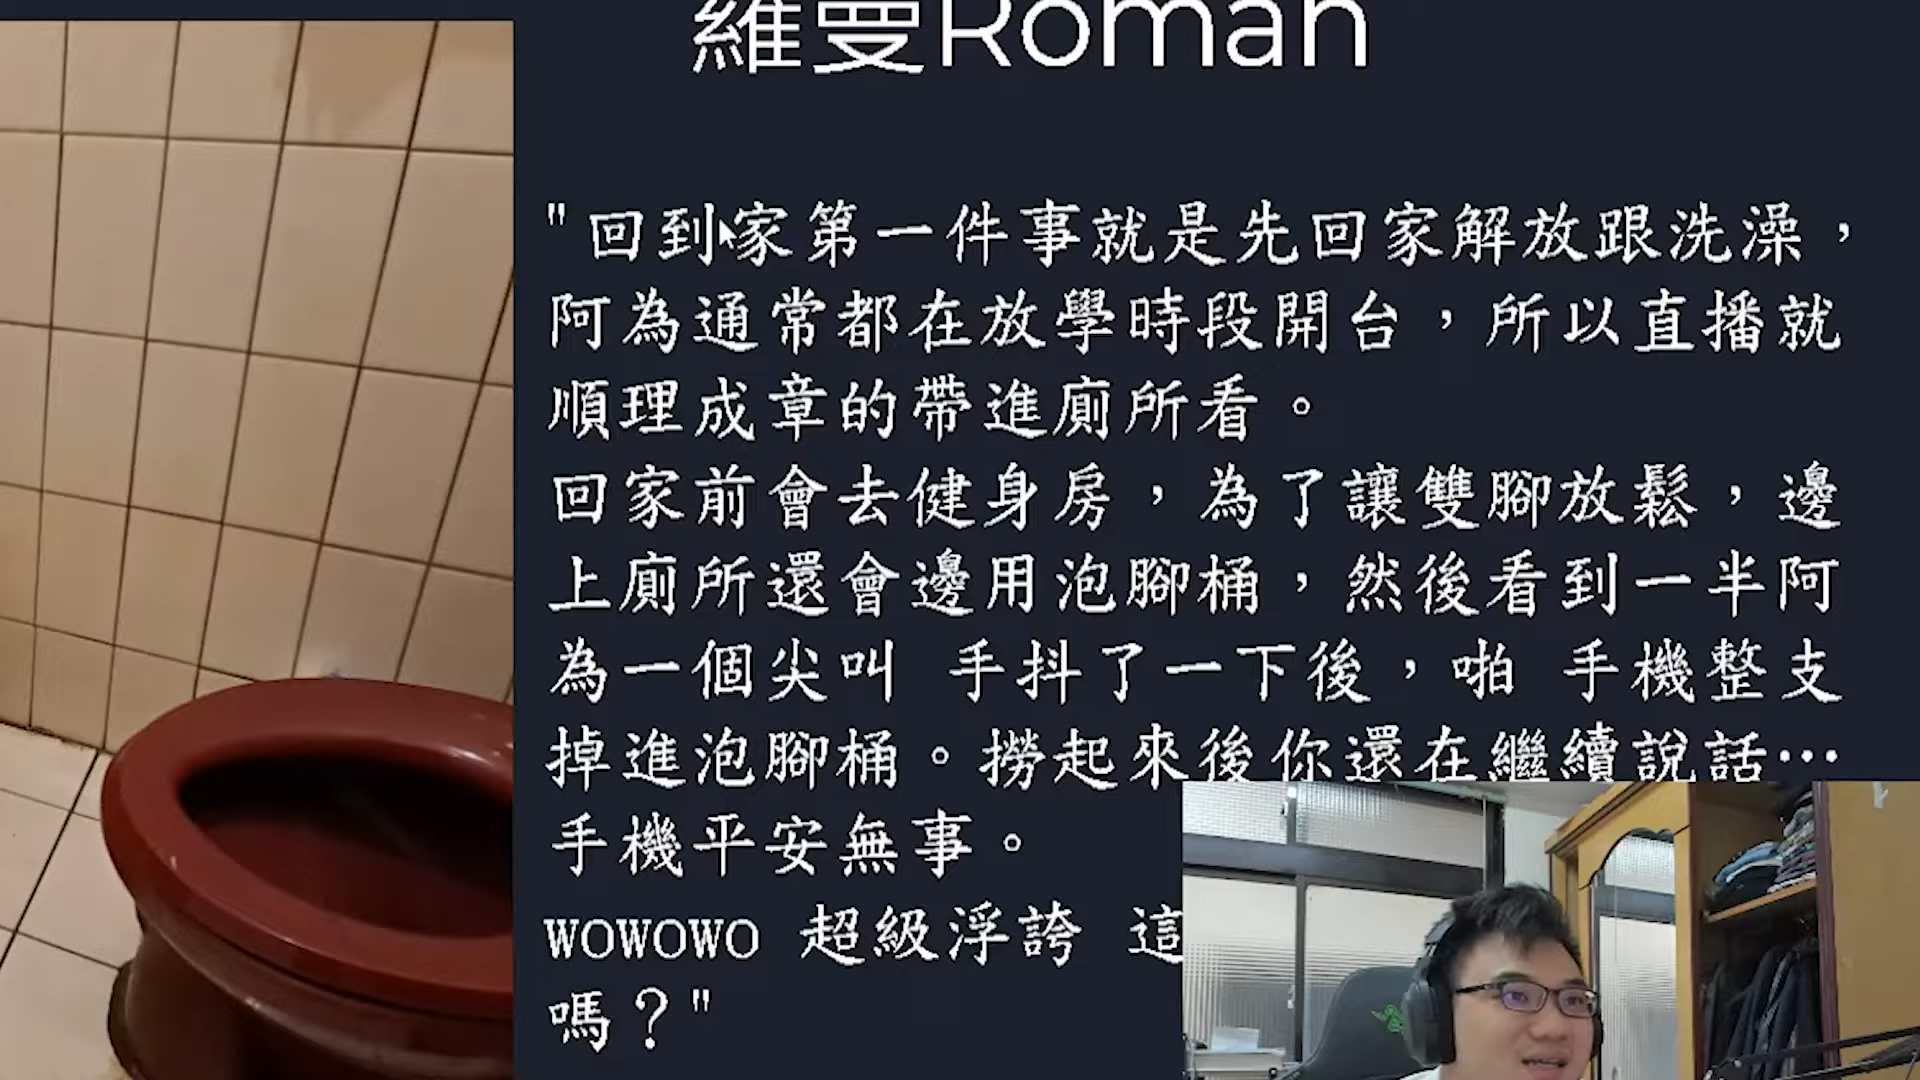 羅曼Roman
"回到家第一件事就是先回家解放跟洗澡，
阿為通常都在放學時段開台，所以直播就
順理成章的帶進廁所看。
回家前會去健身房，為了讓雙腳放鬆，邊
上廁所還會邊用泡腳桶，然後看到一半阿
為一個尖叫 手抖了一下後，啪 手機整支
掉進泡腳桶。撈起來後你還在繼續說話…
手機平安無事。
wowowo 超級浮誇 這
嗎？"